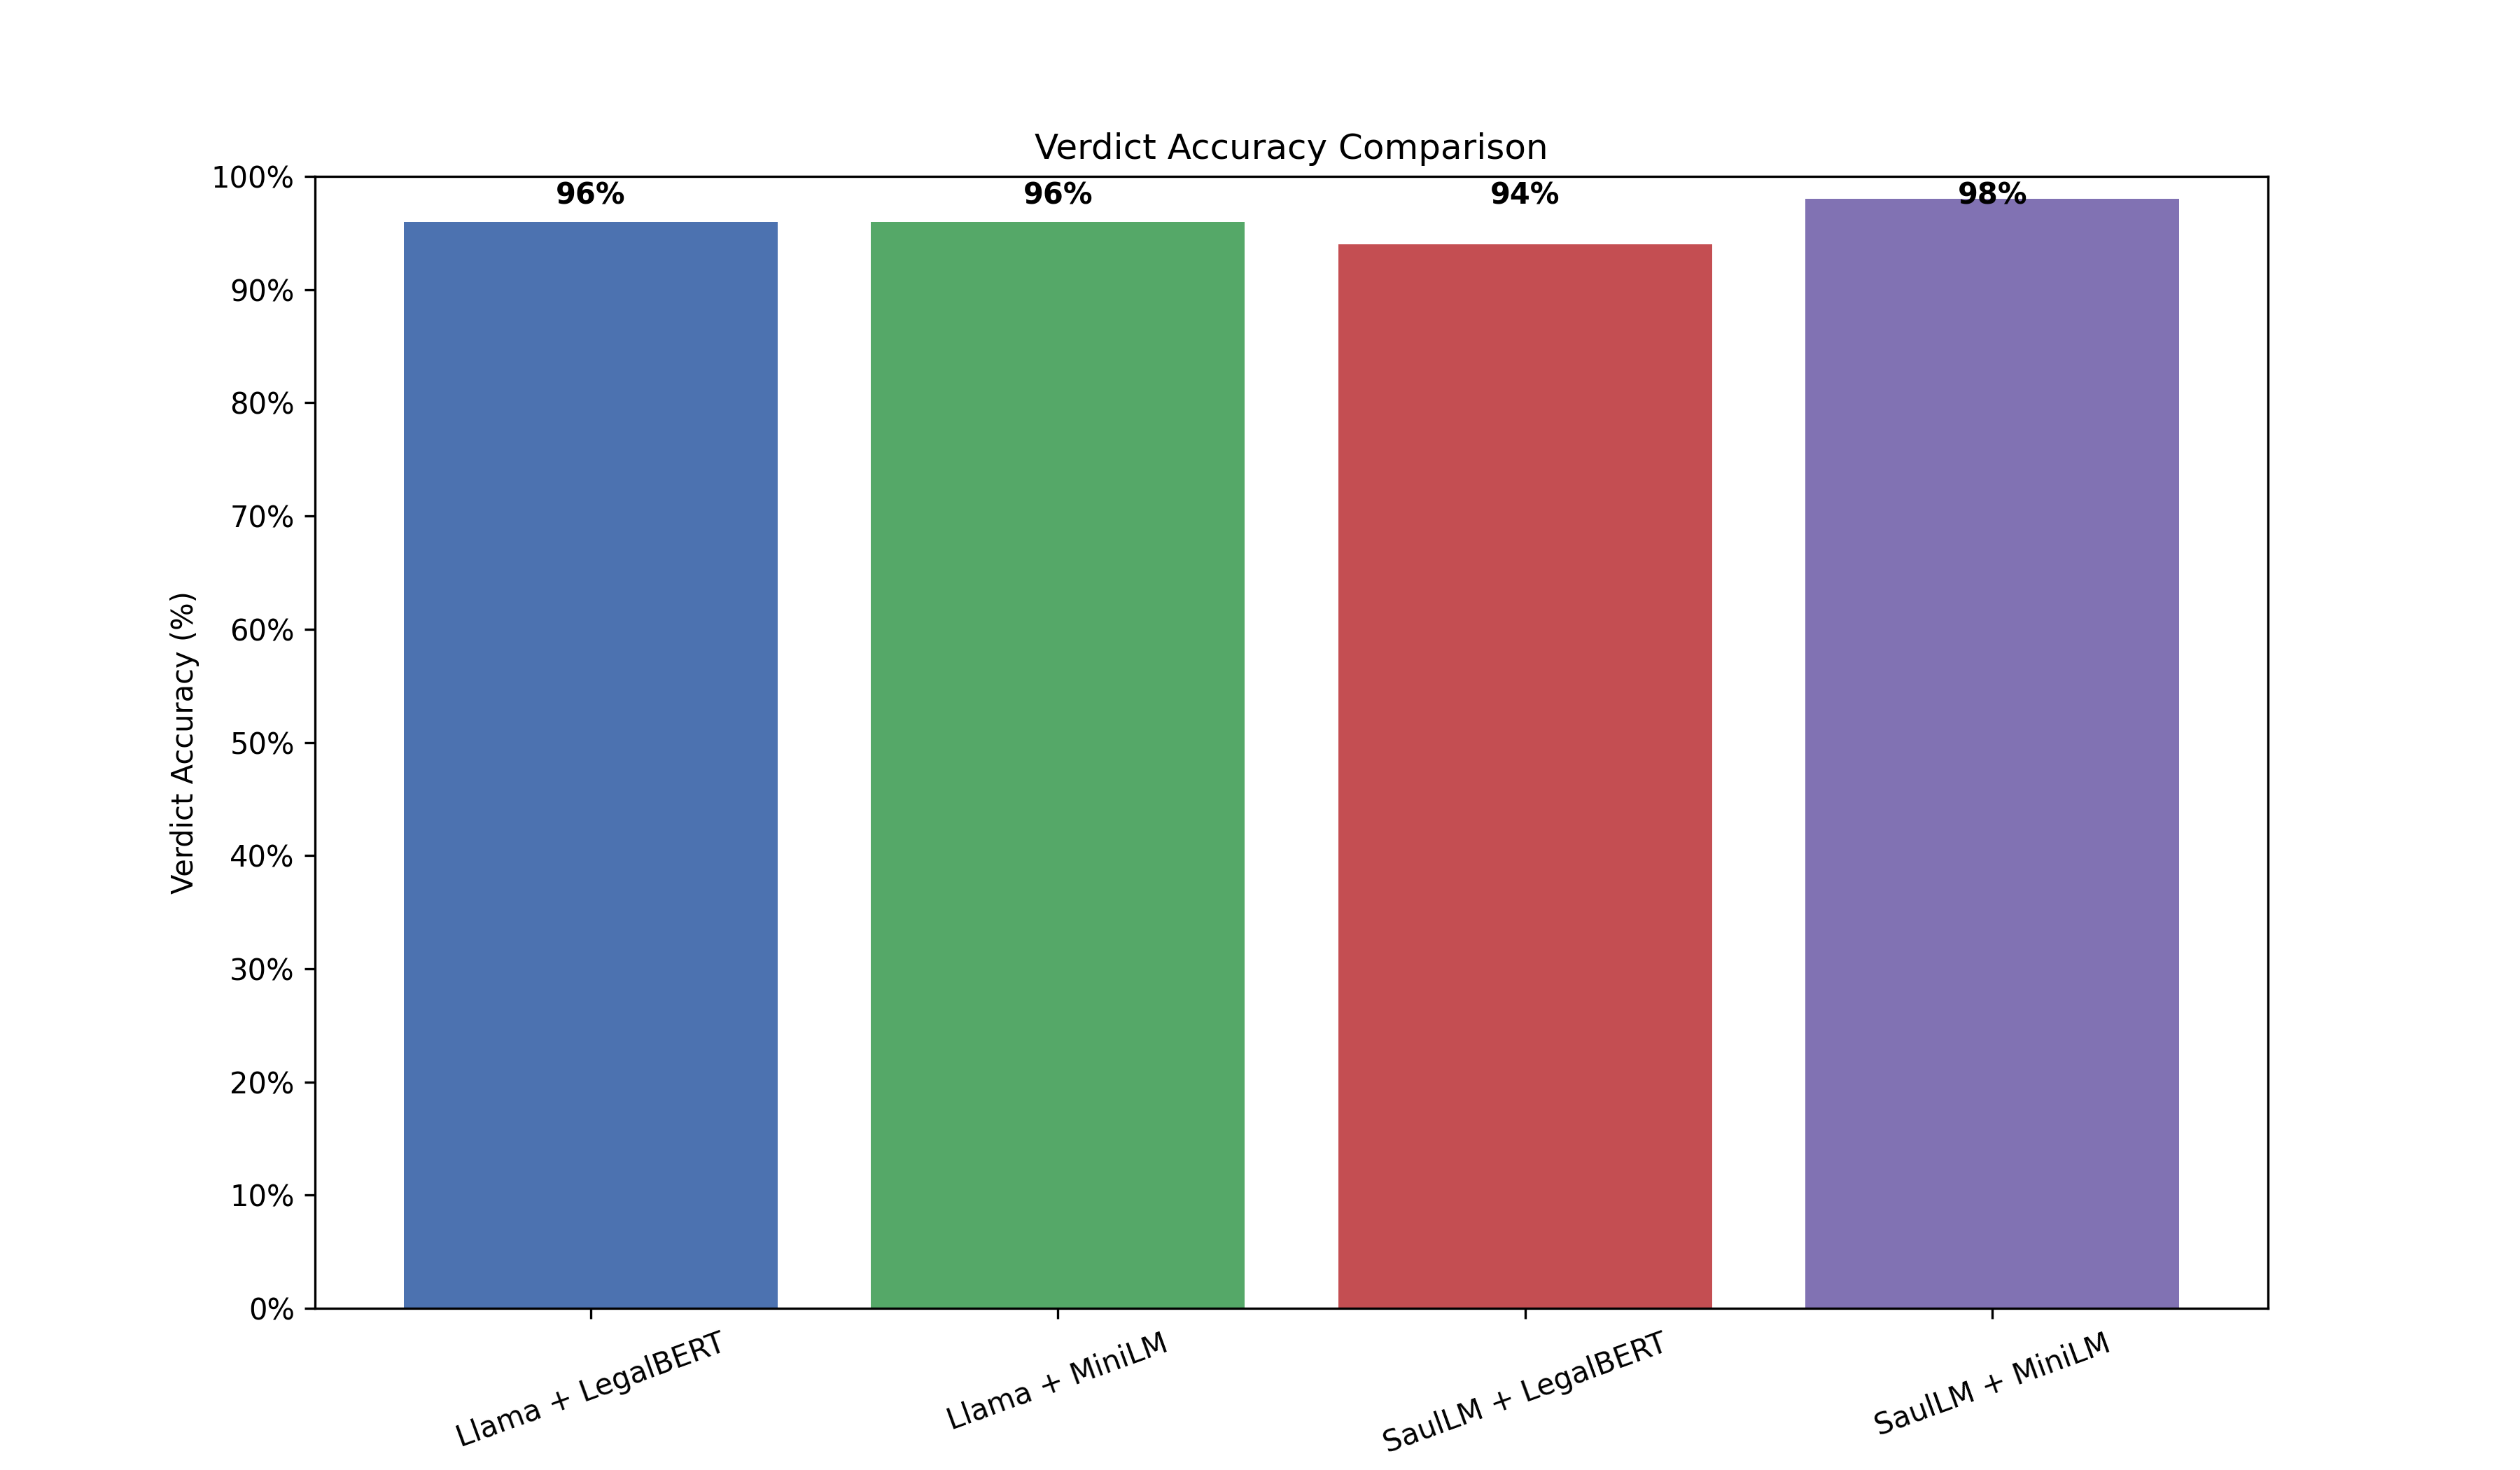 Verdict Accuracy Comparison
100%
90%
80%
70%
60%
50%
40%
30%
20%
10%
0%
Verdict Accuracy (%)
96%
96%
94%
98%
Llama + LegalBERT
Llama + MiniLM
SaulLM + LegalBERT
SaulLM + MiniLM